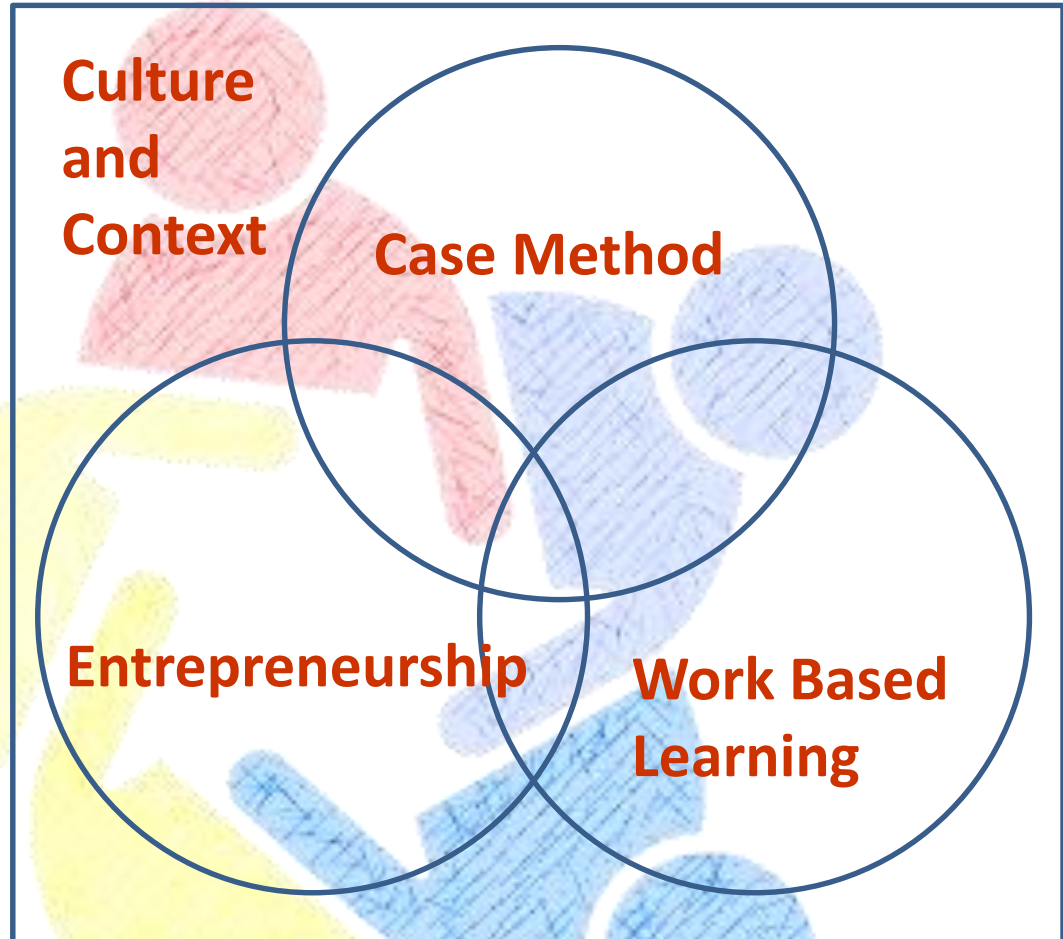 Culture
and
Context
Case Method
Entrepreneurship
Work Based
Learning